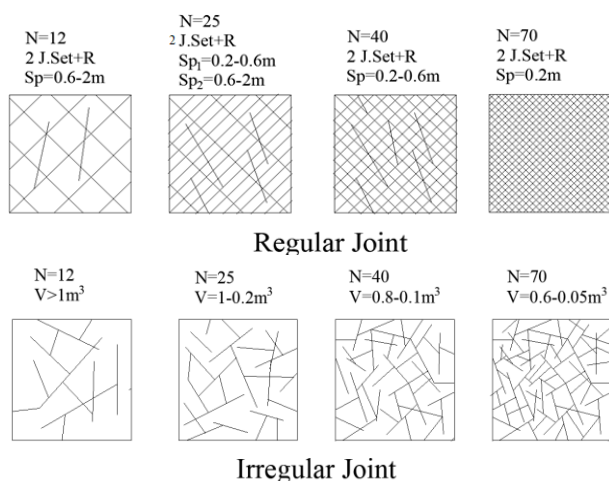 N=12
2 J.Set+R
Sp=0.6-2m
N=25
2 J.Set+R
Sp₁=0.2-0.6m
Sp₂=0.6-2m
N=40
2 J.Set+R
Sp=0.2-0.6m
N=70
2 J.Set+R
Sp=0.2m
Regular Joint
N=12
V>1m³
N=25
V=1-0.2m³
N=40
V=0.8-0.1m³
N=70
V=0.6-0.05m³
Irregular Joint